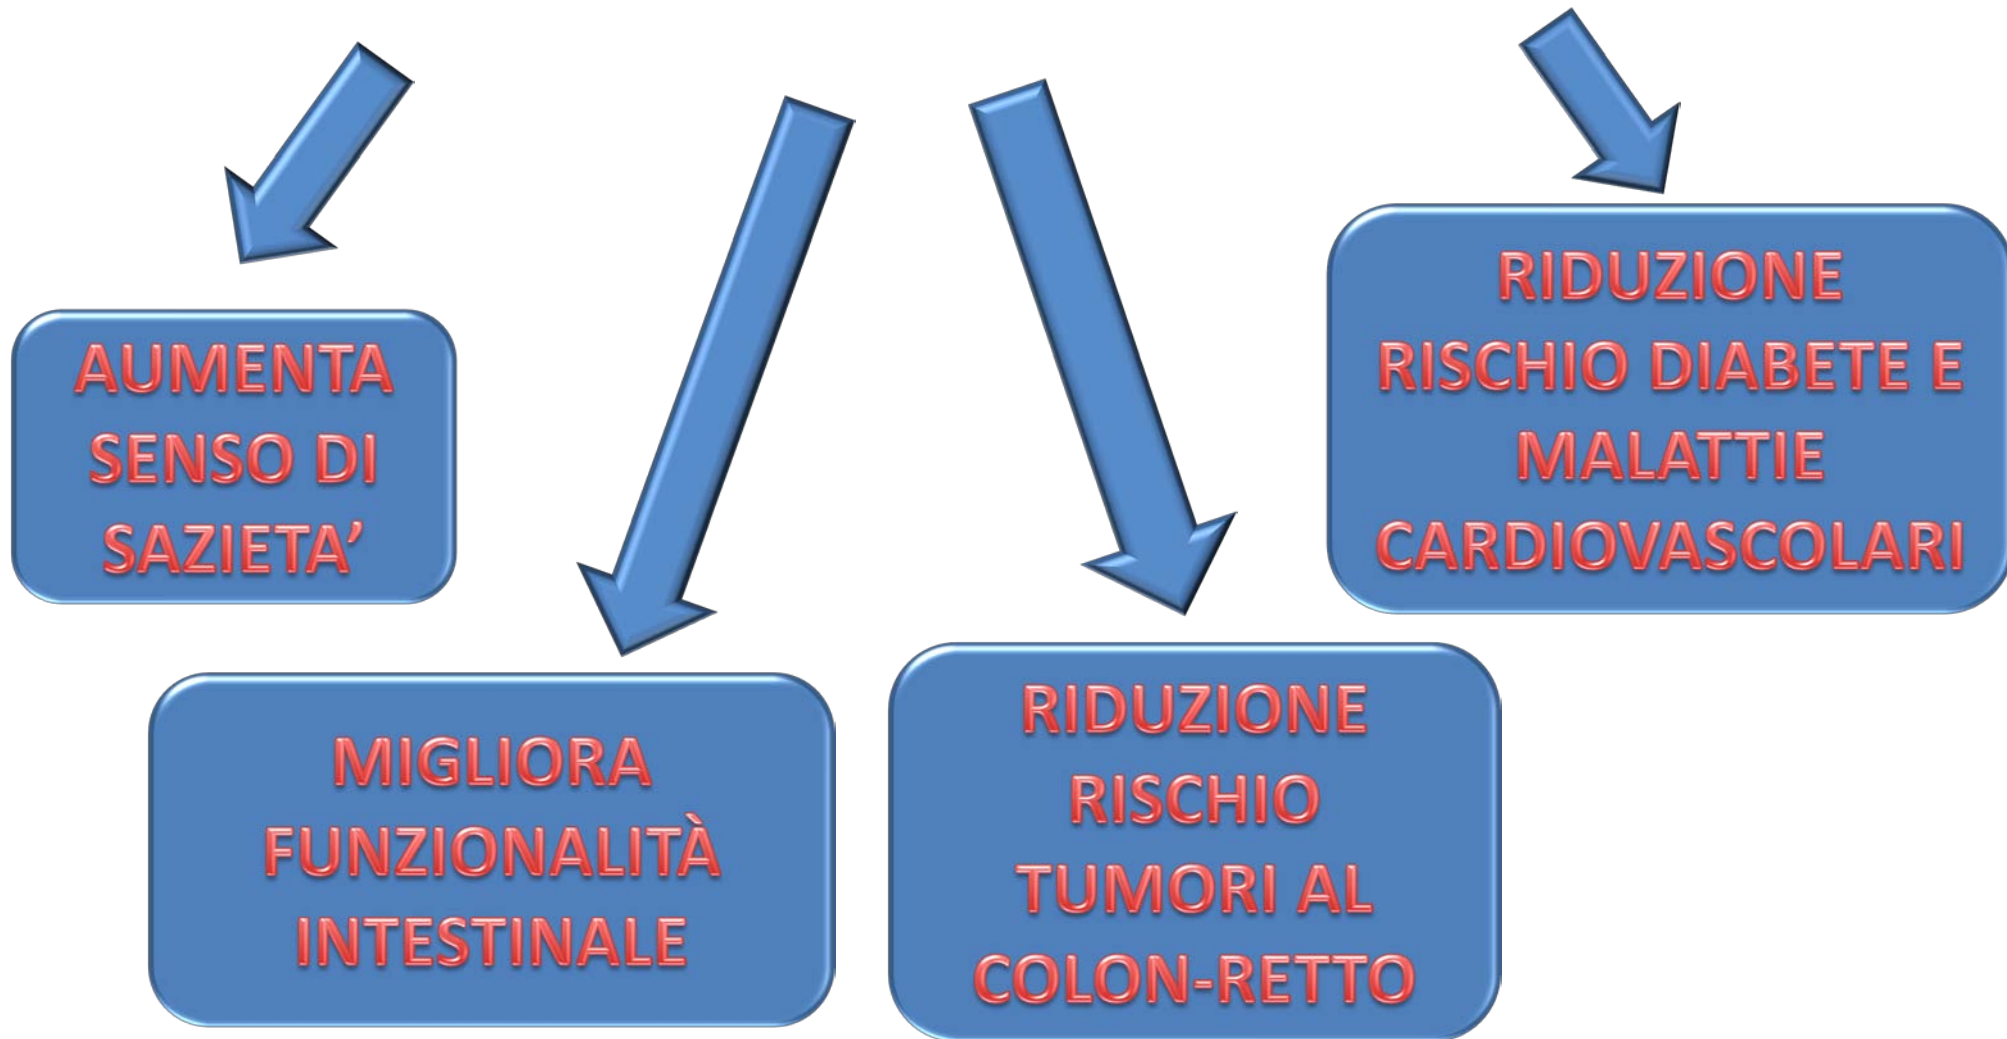 AUMENTA
SENSO DI
SAZIETA’
MIGLIORA
FUNZIONALITÀ
INTESTINALE
RIDUZIONE
RISCHIO
TUMORI AL
COLON-RETTO
RIDUZIONE
RISCHIO DIABETE E
MALATTIE
CARDIOVASCOLARI